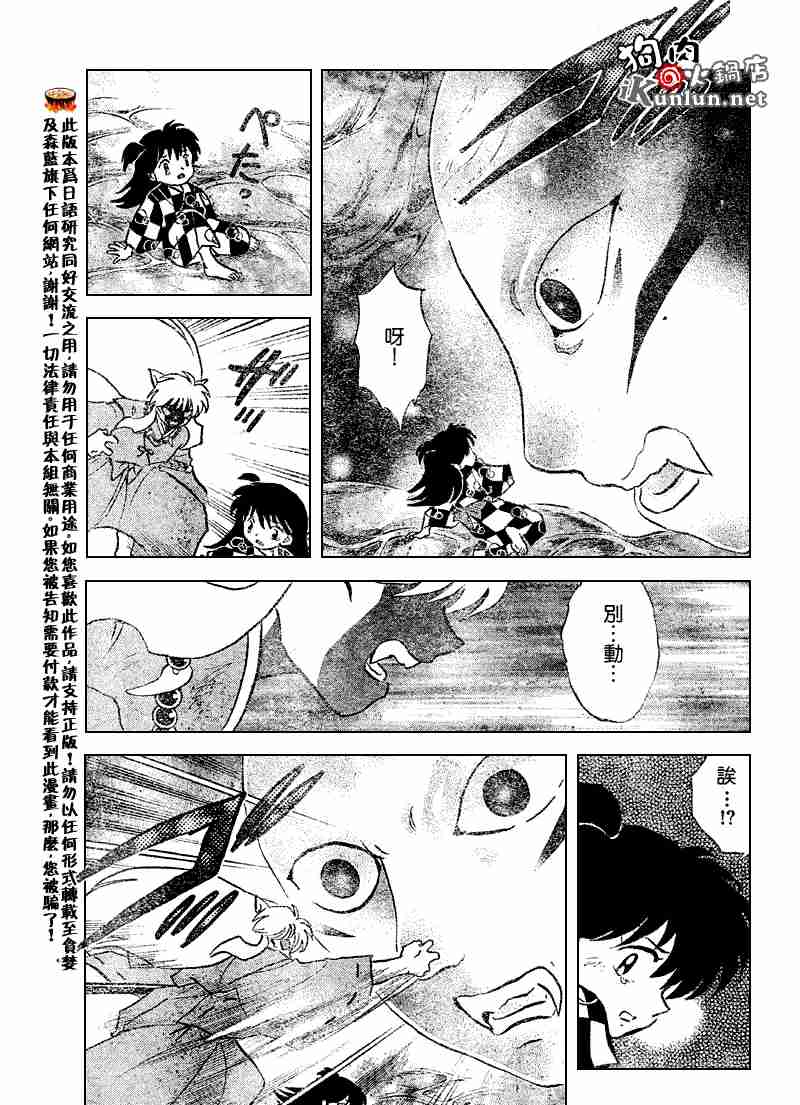 狗肉火鍋店
iKunlun.net
呀!
ぺた。
別…動…
誒…!?
此版本爲日語研究同好交流之用,請勿用于任何商業用途。如您喜歡此作品,請支持正版!請勿以任何形式轉載至貪婪
及森藍旗下任何網站,謝謝!一切法律責任與本組無關。如果您被告知需要付款才能看到此漫畫,那麼,您被騙了!